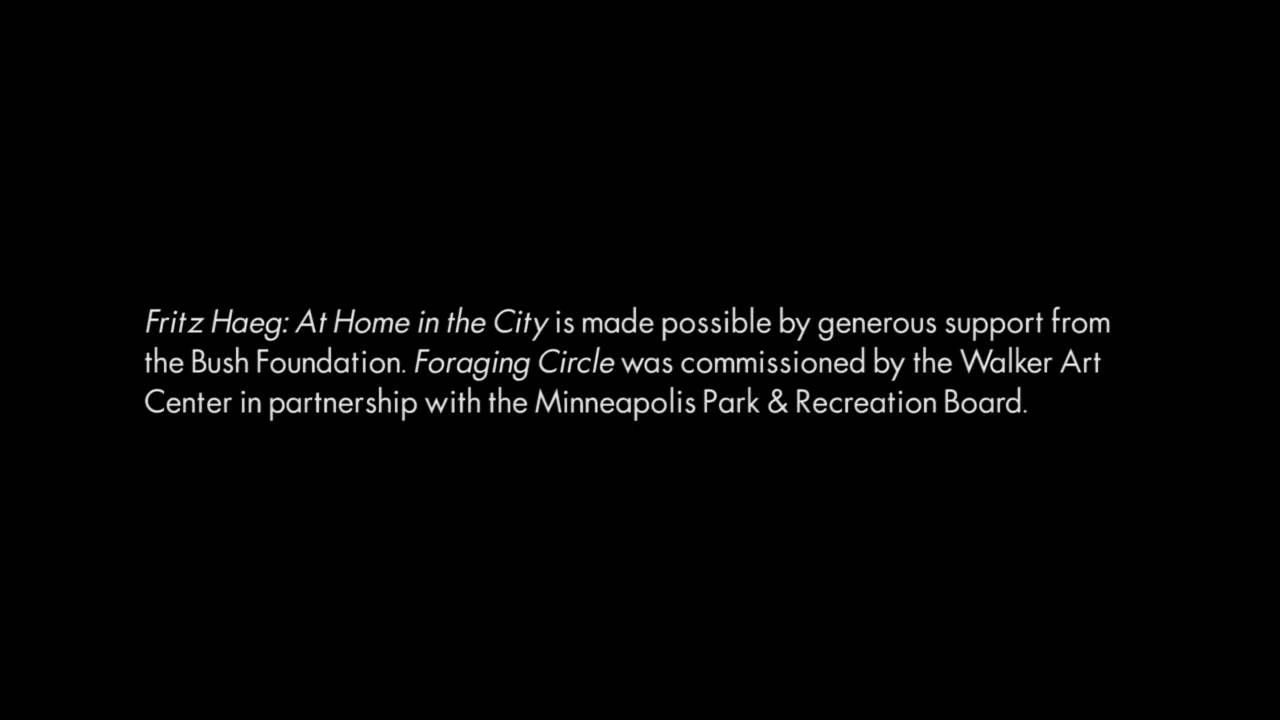 Fritz Haeg: At Home in the City is made possible by generous support from
the Bush Foundation. Foraging Circle was commissioned by the Walker Art
Center in partnership with the Minneapolis Park & Recreation Board.